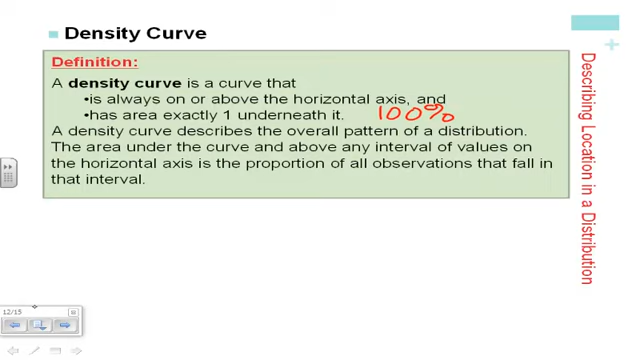 Density Curve
Definition:
A density curve is a curve that
•is always on or above the horizontal axis, and
•has area exactly 1 underneath it. 100%
A density curve describes the overall pattern of a distribution.
The area under the curve and above any interval of values on
the horizontal axis is the proportion of all observations that fall in
that interval.
+
Describing Location in a Distribution
12/15